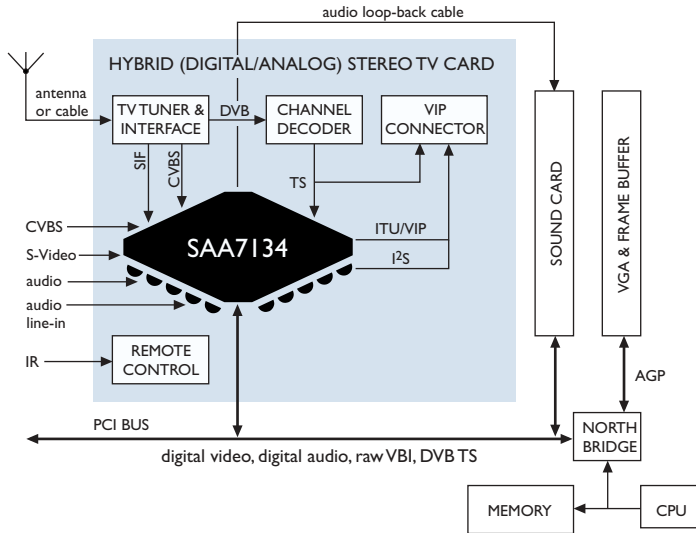 audio loop-back cable
HYBRID (DIGITAL/ANALOG) STEREO TV CARD
antenna
or cable
TV TUNER &
INTERFACE
DVB
CHANNEL
DECODER
VIP
CONNECTOR
SIF
CVBS
TS
CVBS
S-Video
audio
audio
line-in
SAA7134
ITU/VIP
I²S
SOUND CARD
VGA & FRAME BUFFER
IR
REMOTE
CONTROL
AGP
PCI BUS
digital video, digital audio, raw VBI, DVB TS
NORTH
BRIDGE
MEMORY
CPU